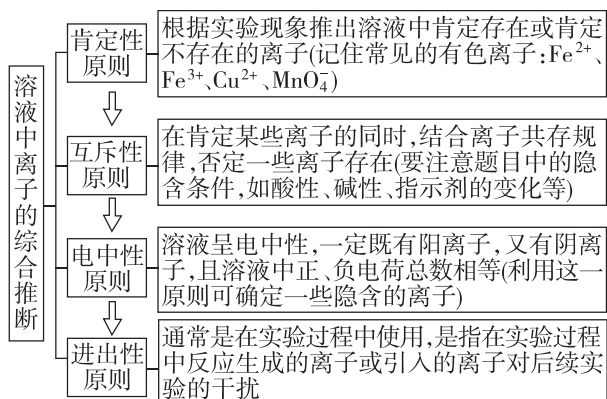 溶液中离子的综合推断
肯定性
原则
根据实验现象推出溶液中肯定存在或肯定
不存在的离子(记住常见的有色离子:Fe²⁺、
Fe³⁺、Cu²⁺、MnO₄⁻)
互斥性
原则
在肯定某些离子的同时,结合离子共存规
律,否定一些离子存在(要注意题目中的隐
含条件,如酸性、碱性、指示剂的变化等)
电中性
原则
溶液呈电中性,一定既有阳离子,又有阴离
子,且溶液中正、负电荷总数相等(利用这一
原则可确定一些隐含的离子)
进出性
原则
通常是在实验过程中使用,是指在实验过程
中反应生成的离子或引入的离子对后续实
验的干扰